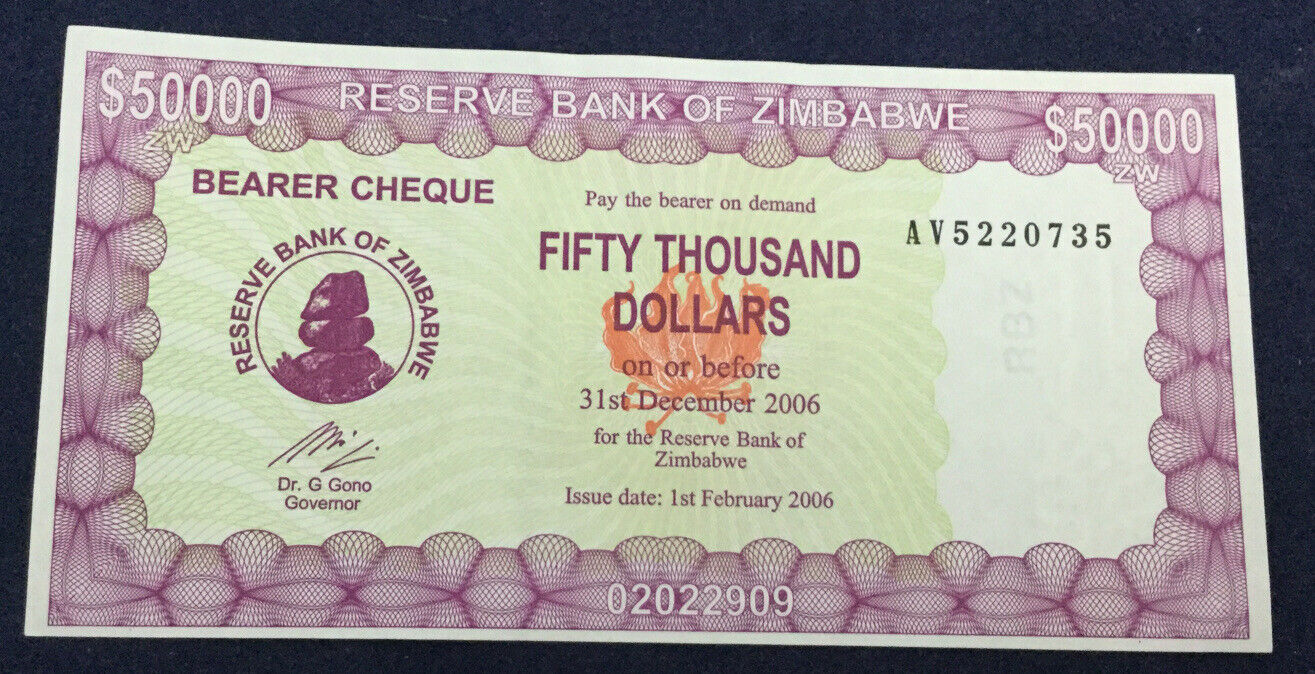 $50000
ZW
RESERVE BANK OF ZIMBABWE
$50000
ZW
BEARER CHEQUE
RESERVE BANK OF ZIMBABWE
Dr. G Gono
Governor
Pay the bearer on demand
FIFTY THOUSAND
DOLLARS
on or before
31st December 2006
for the Reserve Bank of
Zimbabwe
Issue date: 1st February 2006
AV5220735
RBZ
02022909